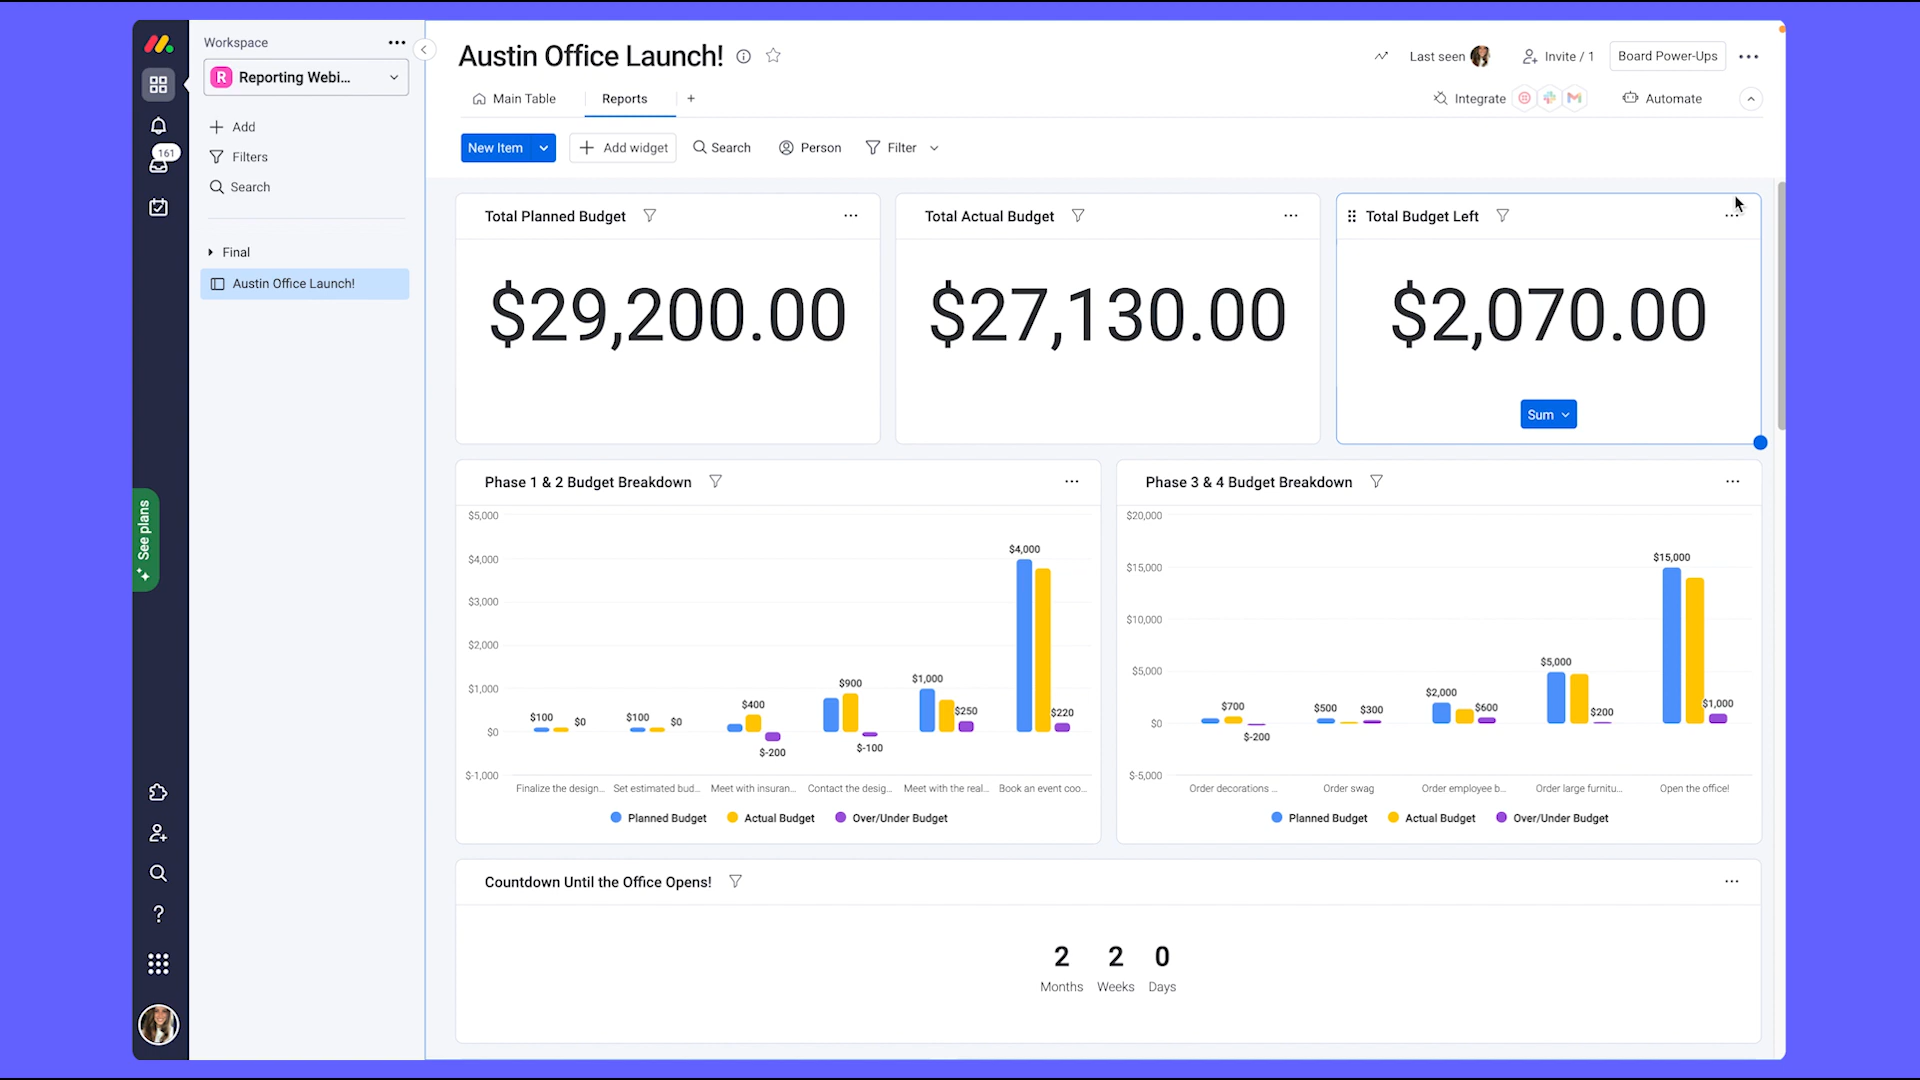 Workspace
R Reporting Webi...
161
Add
Filters
Search
Final
Austin Office Launch!
See plans
?
Austin Office Launch!
Last seen
Invite / 1
Board Power-Ups
Main Table
Reports
+
Integrate
Automate
New Item
Add widget
Search
Person
Filter
Total Planned Budget
$29,200.00
Total Actual Budget
$27,130.00
Total Budget Left
$2,070.00
Sum
Phase 1 & 2 Budget Breakdown
$5,000
$4,000
$3,000
$2,000
$1,000
$0
$-1,000
$100
$0
$100
$0
$400
$-200
$900
$-100
$1,000
$250
$4,000
$220
Finalize the design...
Set estimated bud...
Meet with insuran...
Contact the desig...
Meet with the real...
Book an event coo...
Planned Budget
Actual Budget
Over/Under Budget
Phase 3 & 4 Budget Breakdown
$20,000
$15,000
$10,000
$5,000
$0
$-5,000
$700
$-200
$500
$300
$2,000
$600
$5,000
$200
$15,000
$1,000
Order decorations ...
Order swag
Order employee b...
Order large furnitu...
Open the office!
Planned Budget
Actual Budget
Over/Under Budget
Countdown Until the Office Opens!
2 2 0
Months Weeks Days